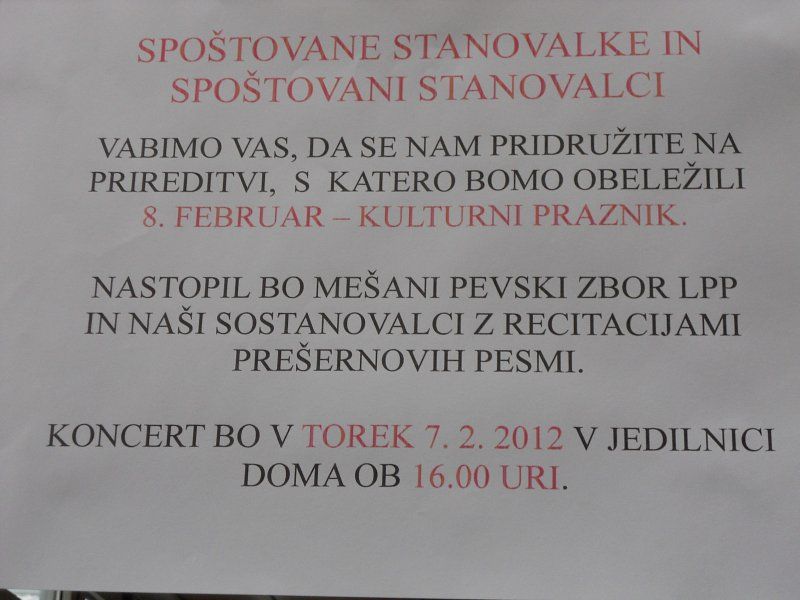 SPOŠTOVANE STANOVALKE IN
SPOŠTOVANI STANOVALCI
VABIMO VAS, DA SE NAM PRIDRUŽITE NA
PRIREDITVI, S KATERO BOMO OBELEŽILI
8. FEBRUAR – KULTURNI PRAZNIK.
NASTOPIL BO MEŠANI PEVSKI ZBOR LPP
IN NAŠI SOSTANOVALCI Z RECITACIJAMI
PREŠERNOVIH PESMI.
KONCERT BO V TOREK 7. 2. 2012 V JEDILNICI
DOMA OB 16.00 URI.